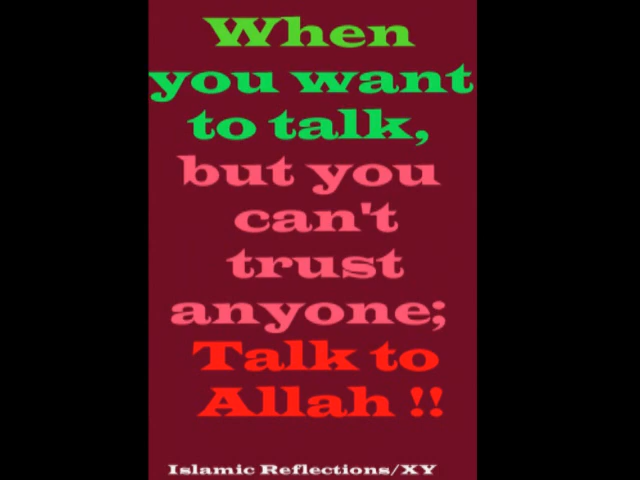 When
you want
to talk,
but you
can't
trust
anyone;
Talk to
Allah !!
Islamic Reflections/XY